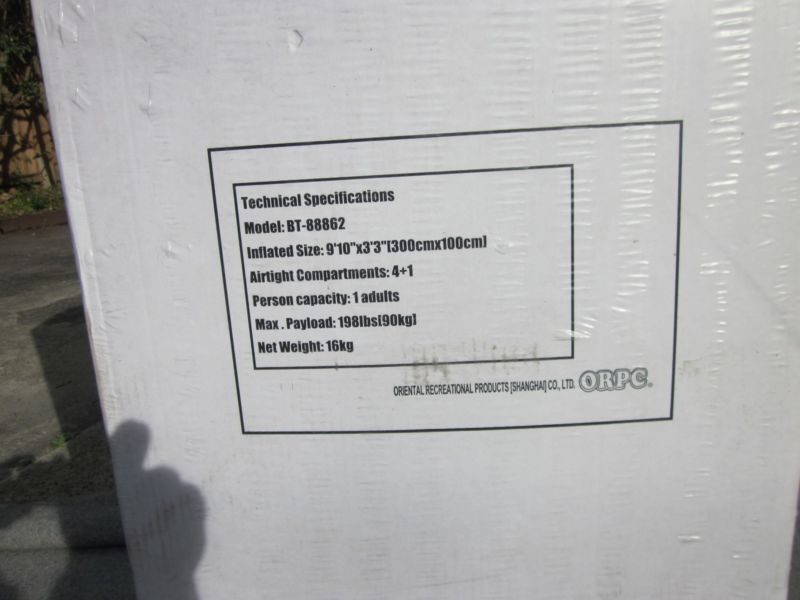 Technical Specifications
Model: BT-88862
Inflated Size: 9'10"x3'3"[300cmx100cm]
Airtight Compartments: 4+1
Person capacity: 1 adults
Max . Payload: 198lbs[90kg]
Net Weight: 16kg
ORIENTAL RECREATIONAL PRODUCTS [SHANGHAI] CO., LTD. ORPC®